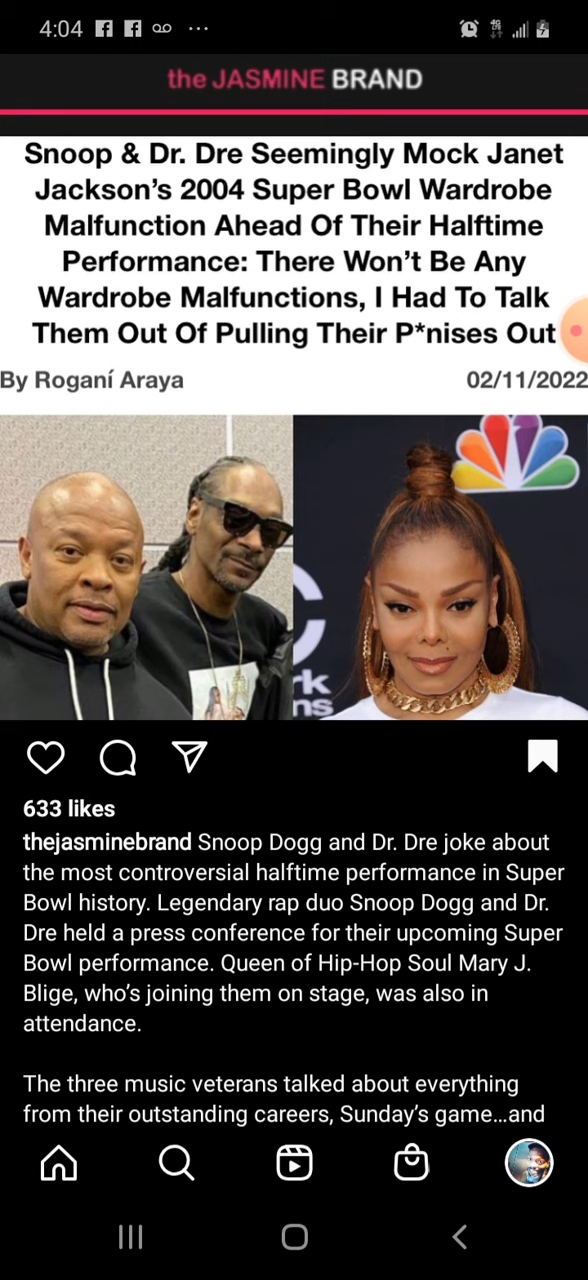 4:04
4G
the JASMINE BRAND
Snoop & Dr. Dre Seemingly Mock Janet
Jackson’s 2004 Super Bowl Wardrobe
Malfunction Ahead Of Their Halftime
Performance: There Won’t Be Any
Wardrobe Malfunctions, I Had To Talk
Them Out Of Pulling Their P*nises Out
By Roganí Araya 02/11/2022
rk
ns
633 likes
thejasminebrand Snoop Dogg and Dr. Dre joke about
the most controversial halftime performance in Super
Bowl history. Legendary rap duo Snoop Dogg and Dr.
Dre held a press conference for their upcoming Super
Bowl performance. Queen of Hip-Hop Soul Mary J.
Blige, who’s joining them on stage, was also in
attendance.
The three music veterans talked about everything
from their outstanding careers, Sunday’s game...and